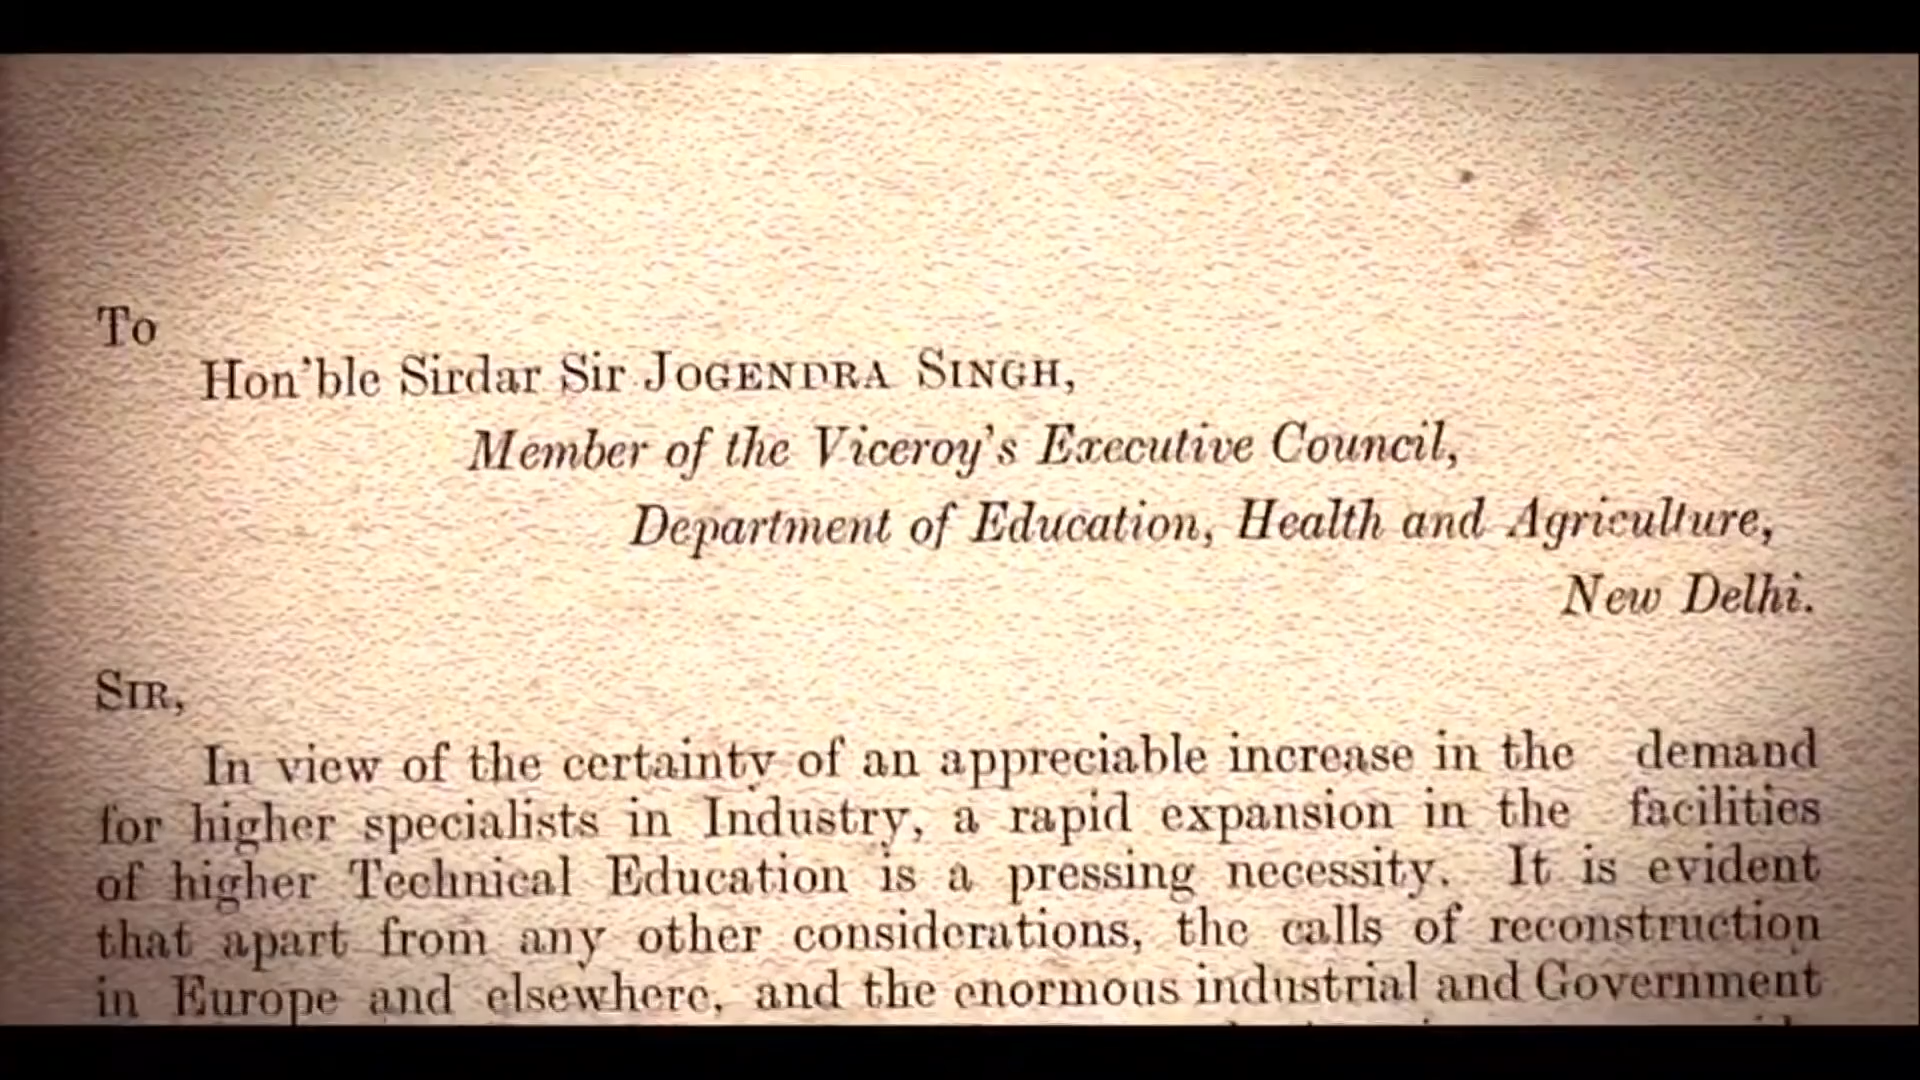 To
Hon'ble Sirdar Sir JOGENDRA SINGH,
Member of the Viceroy's Executive Council,
Department of Education, Health and Agriculture,
New Delhi.
SIR,
In view of the certainty of an appreciable increase in the demand
for higher specialists in Industry, a rapid expansion in the facilities
of higher Technical Education is a pressing necessity. It is evident
that apart from any other considerations, the calls of reconstruction
in Europe and elsewhere, and the enormous industrial and Government